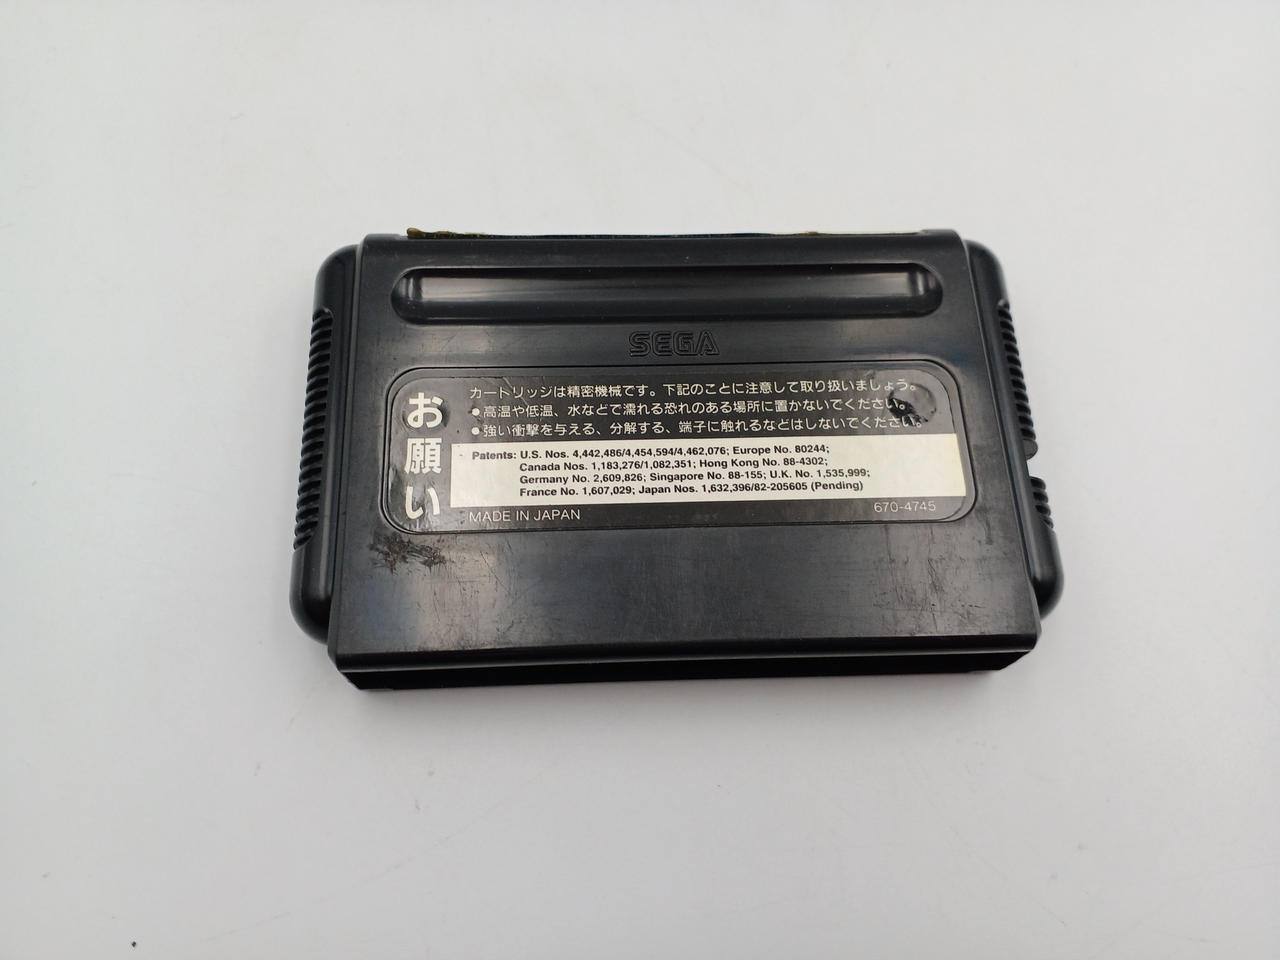 SEGA
お願い
カートリッジは精密機械です。下記のことに注意して取り扱いましょう。
●高温や低温、水などで濡れる恐れのある場所に置かないでください。
●強い衝撃を与える、分解する、端子に触れるなどはしないでください。
Patents: U.S. Nos. 4,442,486/4,454,594/4,462,076; Europe No. 80244;
Canada Nos. 1,183,276/1,082,351; Hong Kong No. 88-4302;
Germany No. 2,609,826; Singapore No. 88-155; U.K. No. 1,535,999;
France No. 1,607,029; Japan Nos. 1,632,396/82-205605 (Pending)
MADE IN JAPAN
670-4745